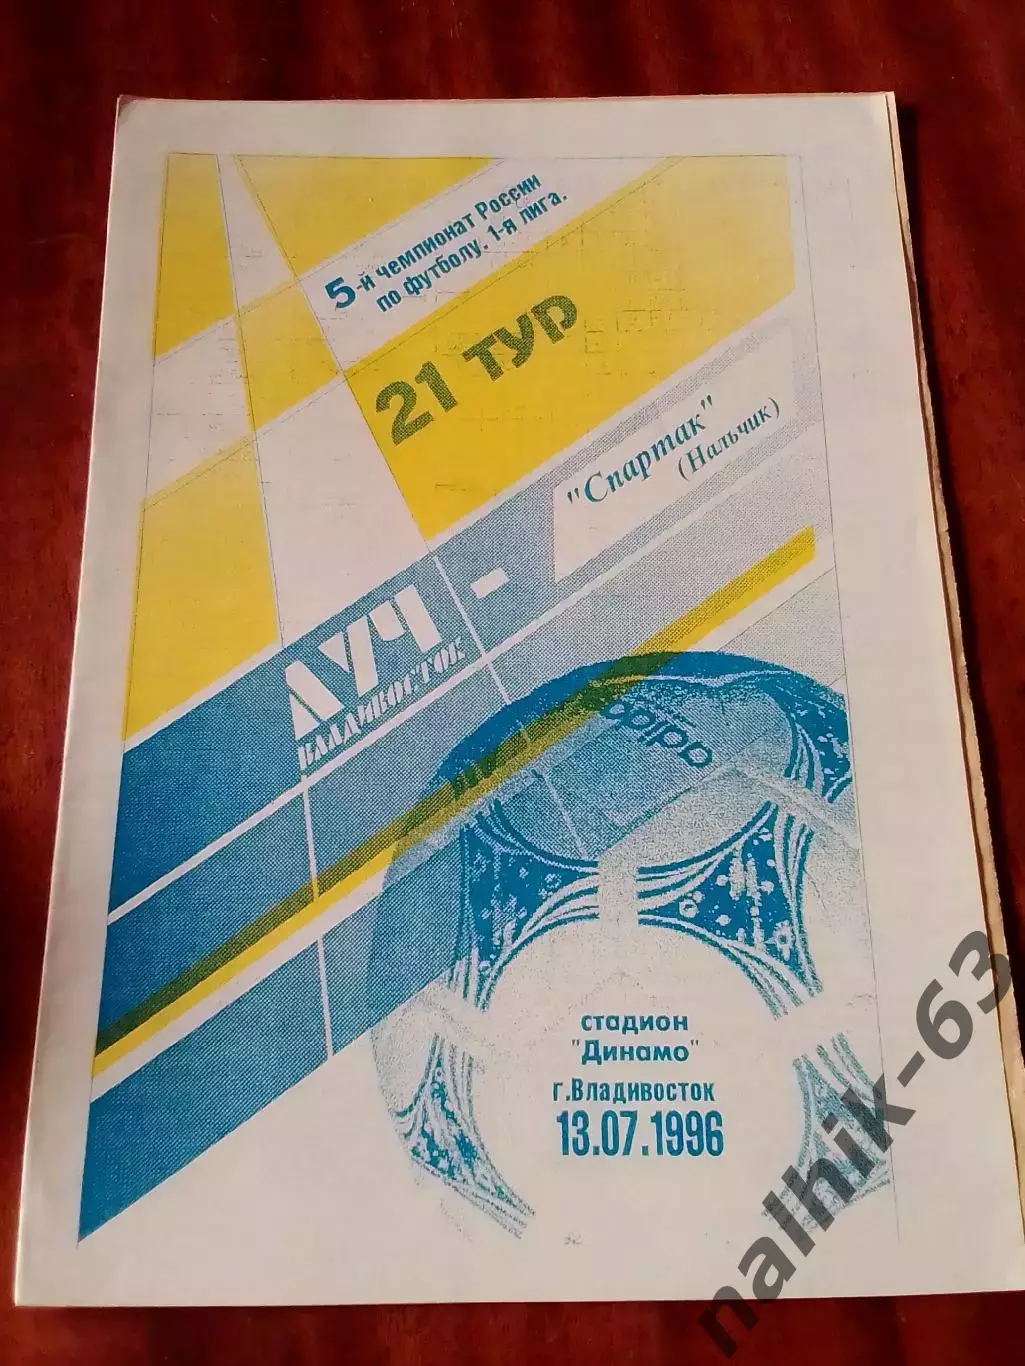 5-й чемпионат России
по футболу. 1-я лига.
21 тур
"Спартак"
(Нальчик)
ЛУЧ -
ВЛАДИВОСТОК
adidas
стадион
"Динамо"
г.Владивосток
13.07.1996
nalhik-63